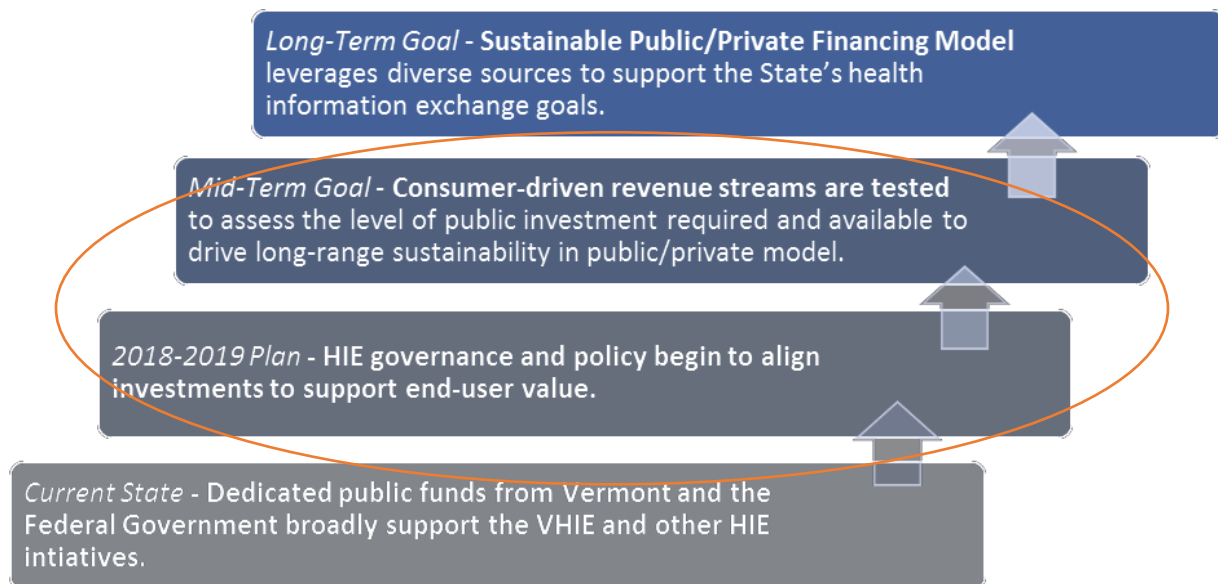 Long-Term Goal - Sustainable Public/Private Financing Model
leverages diverse sources to support the State’s health
information exchange goals.
Mid-Term Goal - Consumer-driven revenue streams are tested
to assess the level of public investment required and available to
drive long-range sustainability in public/private model.
2018-2019 Plan - HIE governance and policy begin to align
investments to support end-user value.
Current State - Dedicated public funds from Vermont and the
Federal Government broadly support the VHIE and other HIE
intiatives.